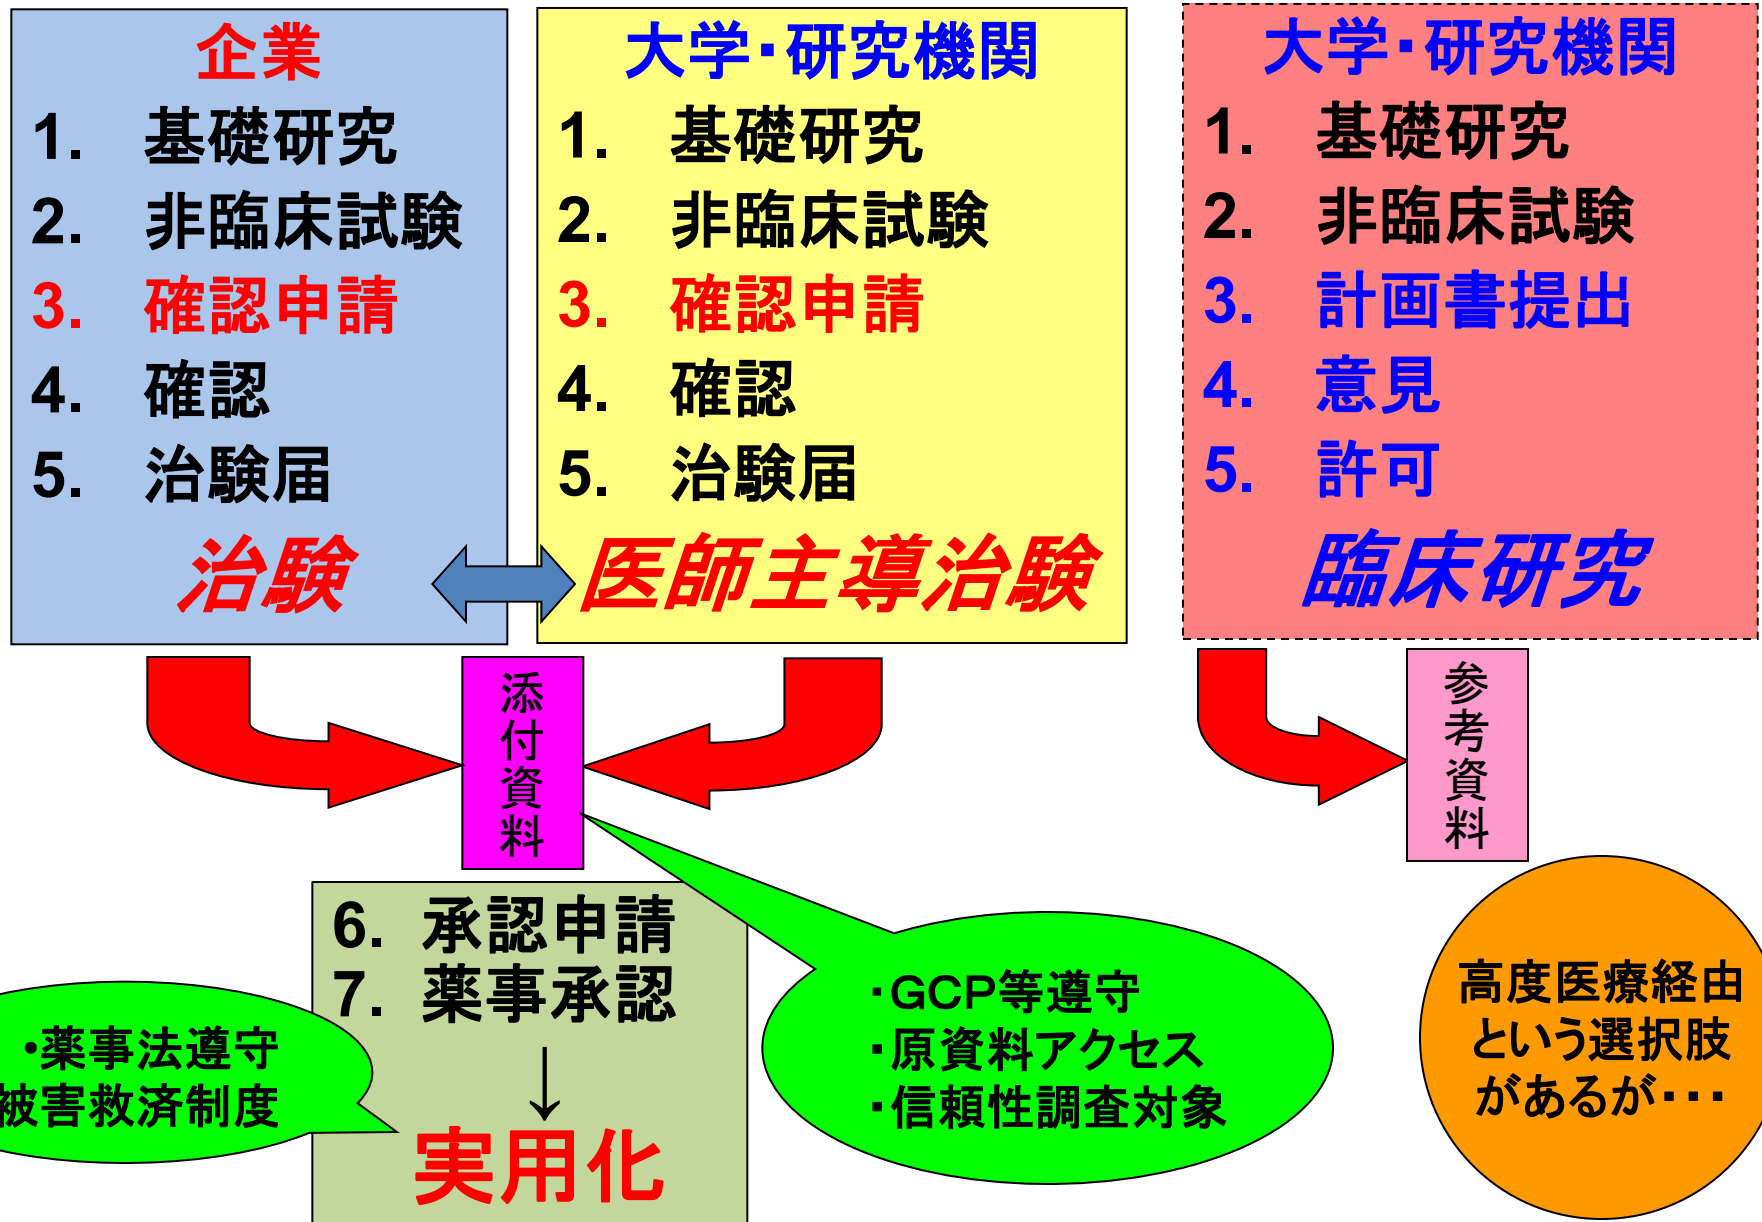 企業
1. 基礎研究
2. 非臨床試験
3. 確認申請
4. 確認
5. 治験届
治験
大学・研究機関
1. 基礎研究
2. 非臨床試験
3. 確認申請
4. 確認
5. 治験届
医師主導治験
大学・研究機関
1. 基礎研究
2. 非臨床試験
3. 計画書提出
4. 意見
5. 許可
臨床研究
添付資料
参考資料
6. 承認申請
7. 薬事承認
↓
実用化
・薬事法遵守
被害救済制度
・GCP等遵守
・原資料アクセス
・信頼性調査対象
高度医療経由
という選択肢
があるが・・・